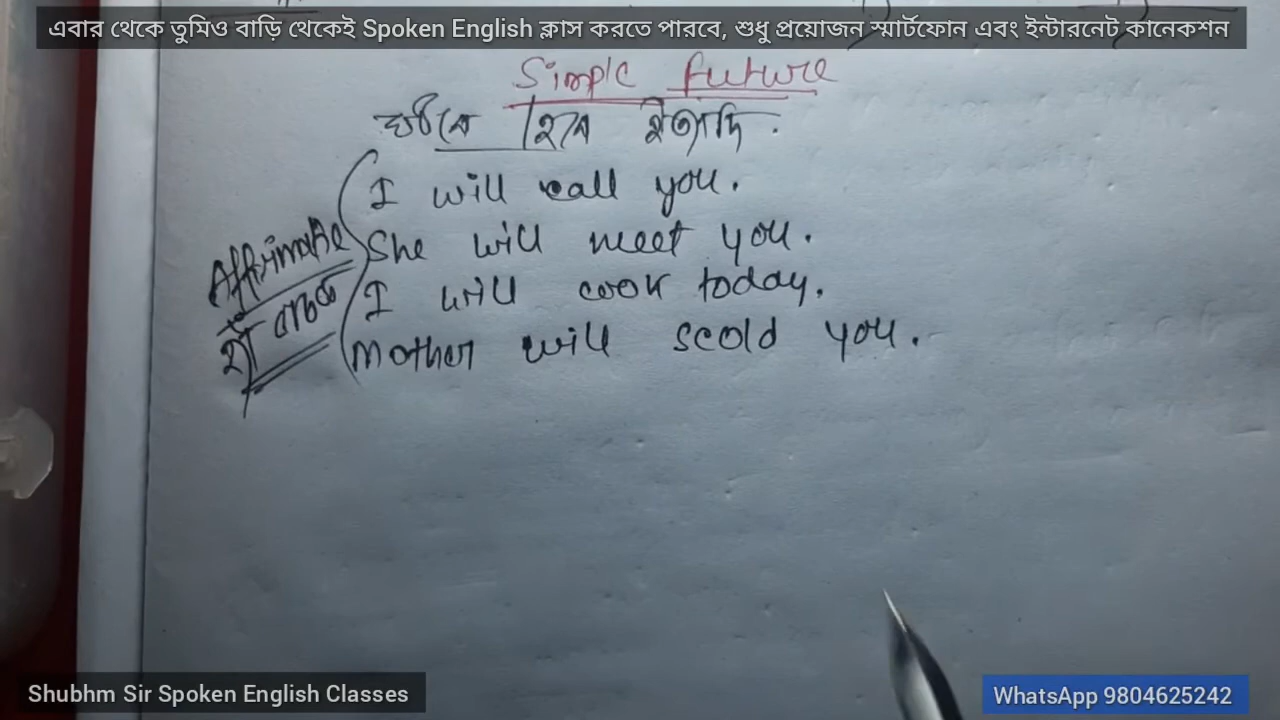 এবার থেকে তুমিও বাড়ি থেকেই Spoken English ক্লাস করতে পারবে, শুধু প্রয়োজন স্মার্টফোন এবং ইন্টারনেট কানেকশন
Simple Future
ঘটিবে / হবে ইত্যাদি .
I will call you.
She will meet you.
I will cook today.
Mother will scold you.
Affirmative
হ্যাঁ বাচক
Shubhm Sir Spoken English Classes
WhatsApp 9804625242